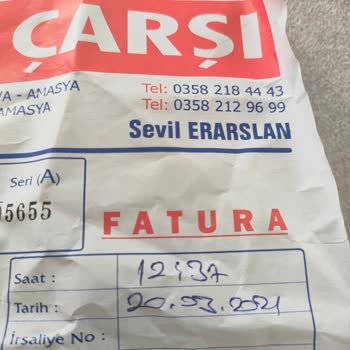 ÇARŞI
YA - AMASYA
AMASYA
Tel: 0358 218 44 43
Tel: 0358 212 96 99
Sevil ERARSLAN
Seri (A)
05655
FATURA
Saat : 12:37
Tarih : 20.03.2021
İrsaliye No :